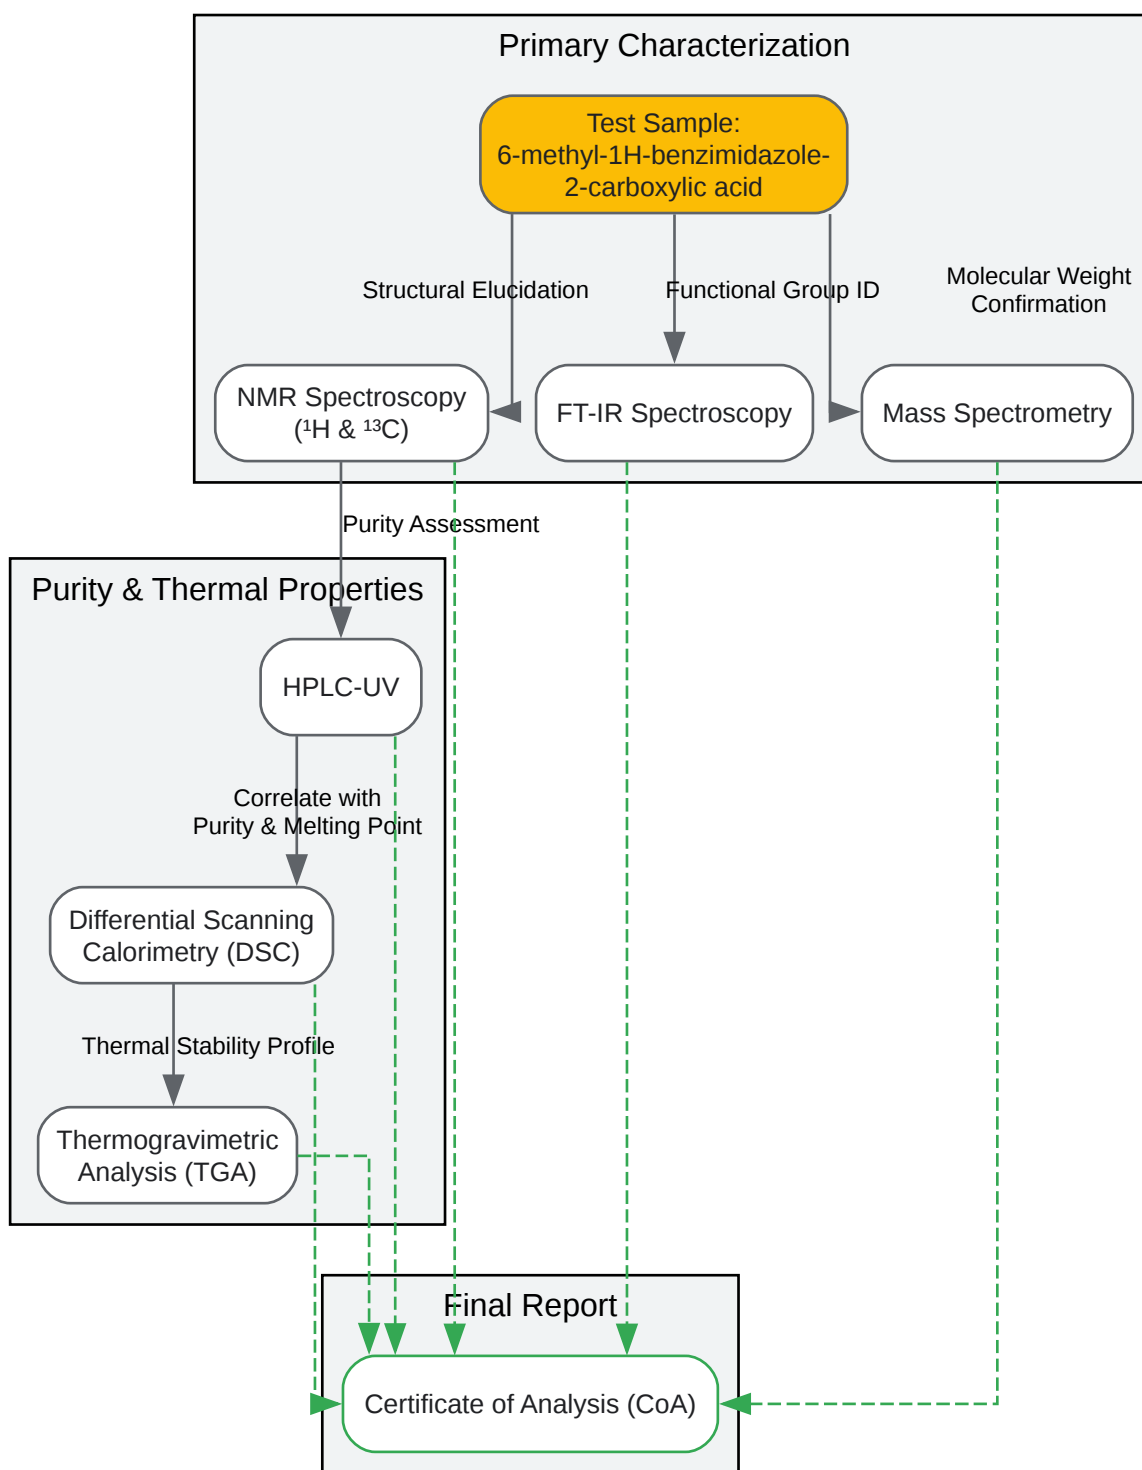 Primary Characterization
Test Sample:
6-methyl-1H-benzimidazole-
2-carboxylic acid
Structural Elucidation
Functional Group ID
Molecular Weight
Confirmation
NMR Spectroscopy
(¹H & ¹³C)
FT-IR Spectroscopy
Mass Spectrometry
Purity Assessment
Purity & Thermal Properties
HPLC-UV
Correlate with
Purity & Melting Point
Differential Scanning
Calorimetry (DSC)
Thermal Stability Profile
Thermogravimetric
Analysis (TGA)
Final Report
Certificate of Analysis (CoA)